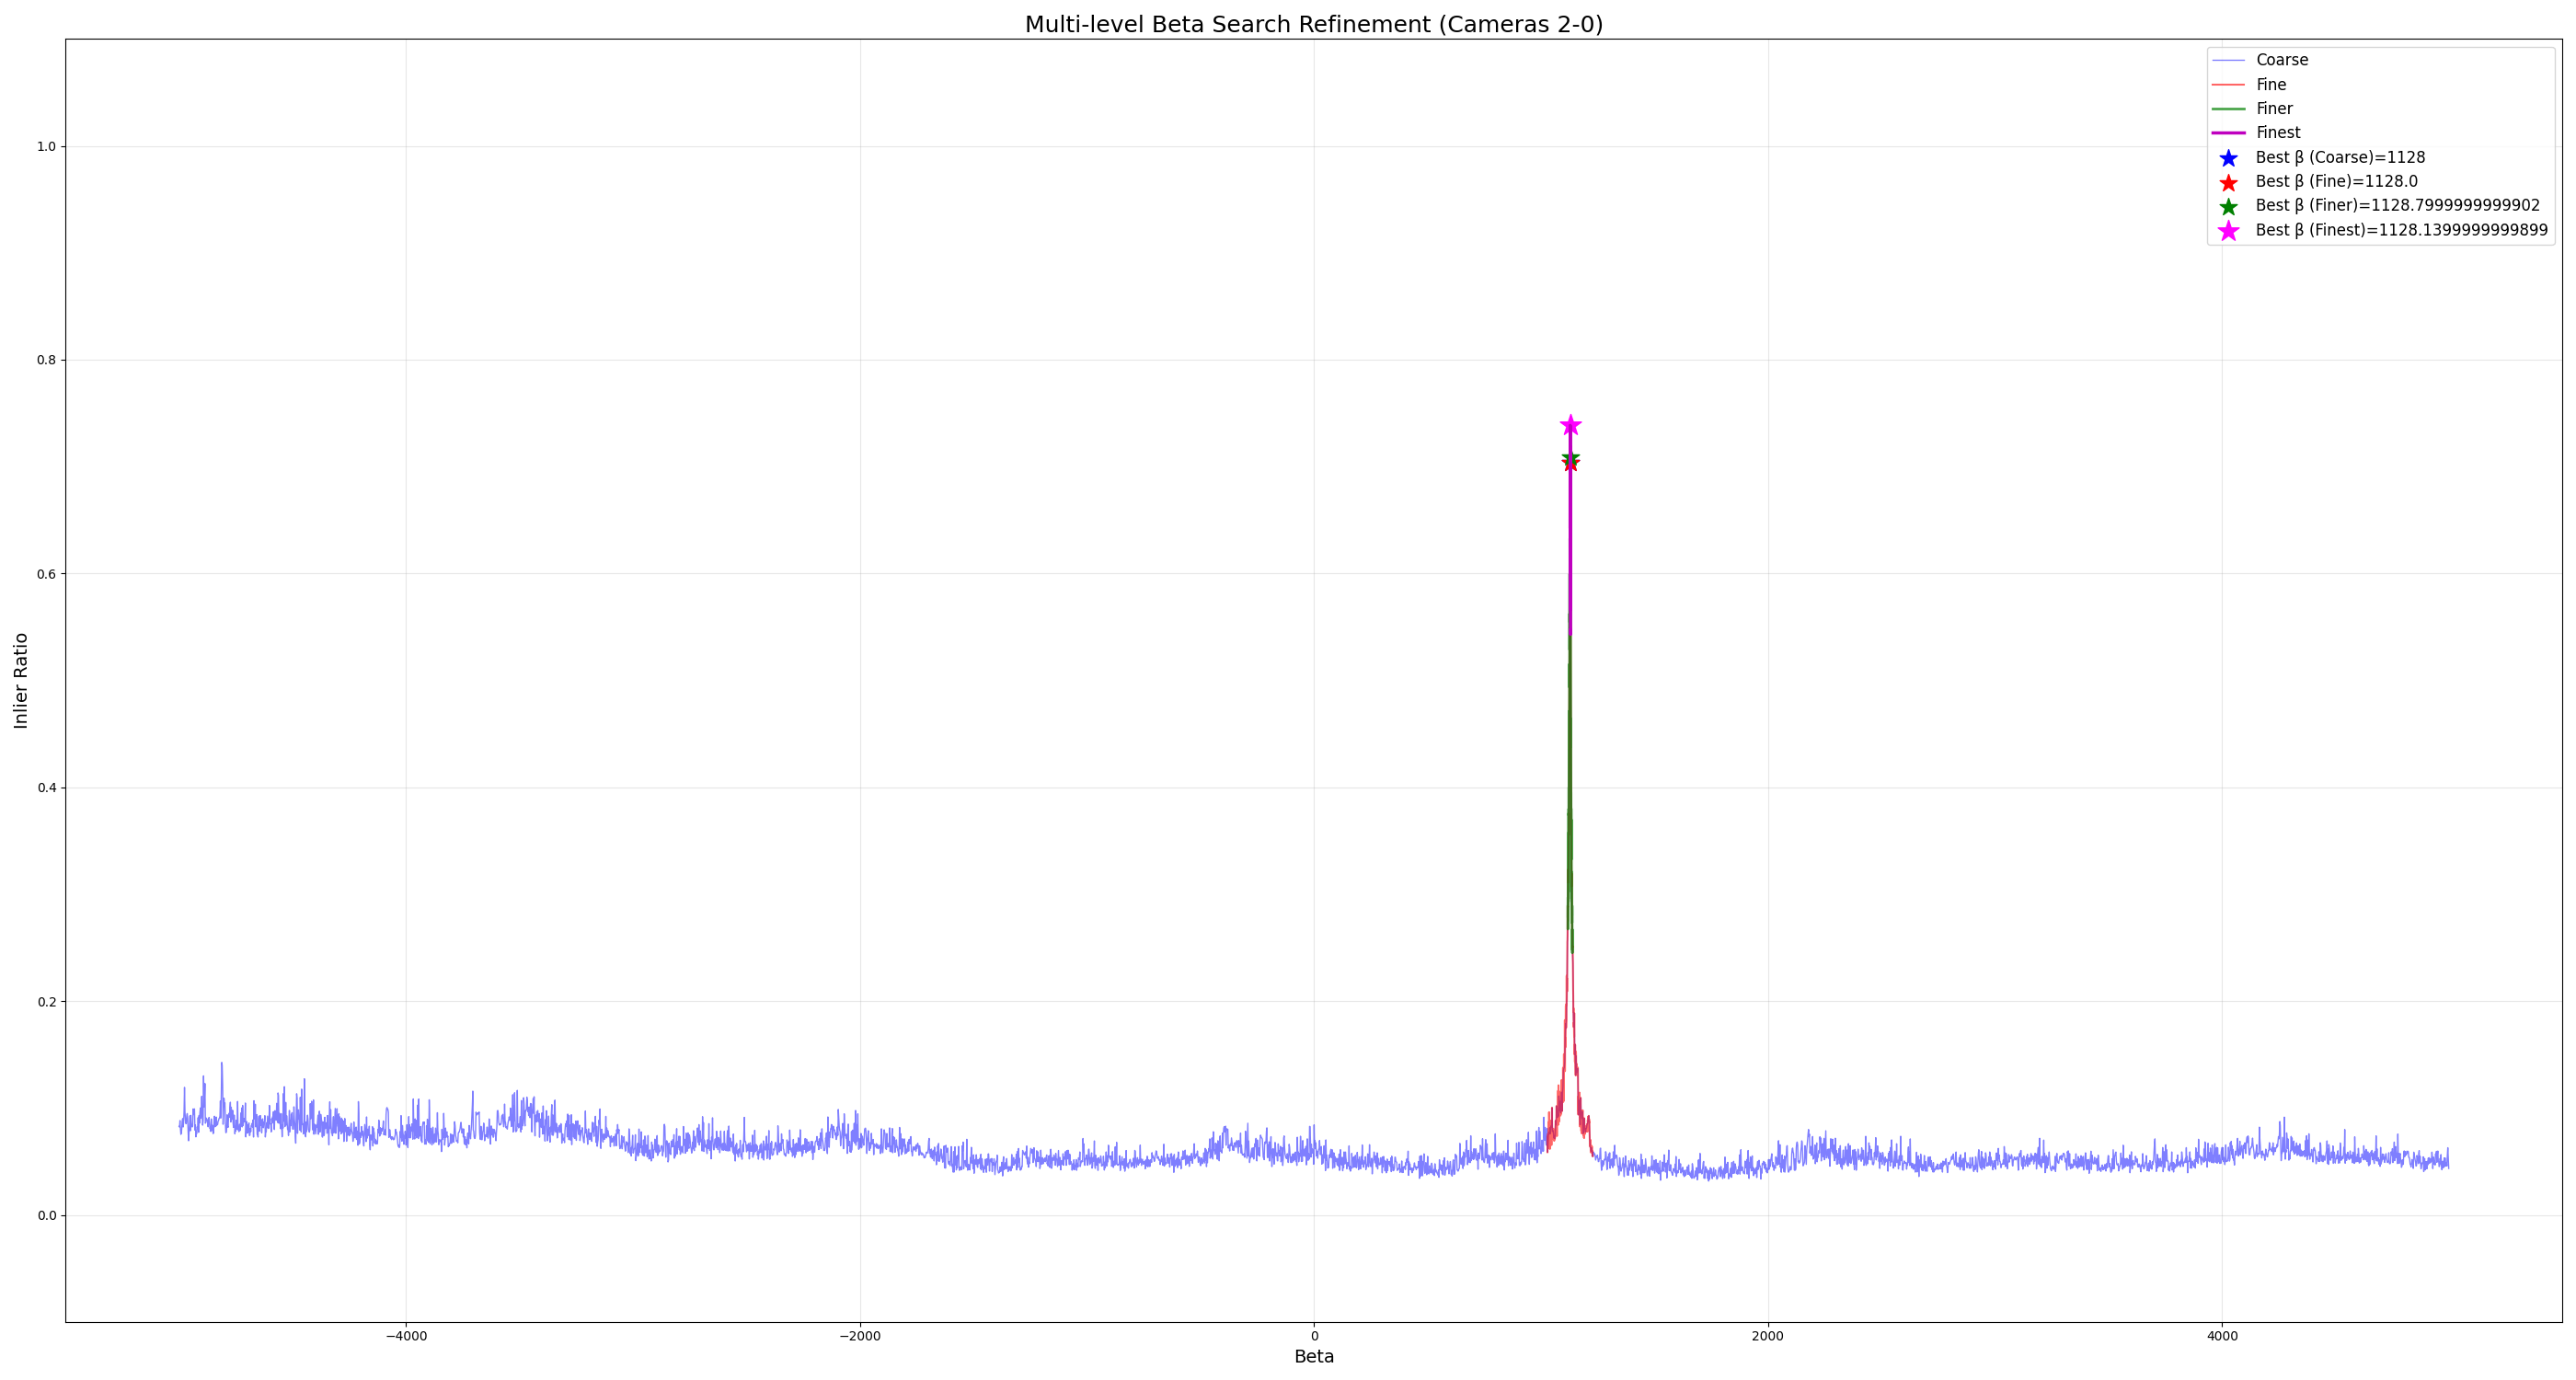 Multi-level Beta Search Refinement (Cameras 2-0)
Coarse
Fine
Finer
Finest
Best β (Coarse)=1128
Best β (Fine)=1128.0
Best β (Finer)=1128.7999999999902
Best β (Finest)=1128.1399999999899
Inlier Ratio
1.0
0.8
0.6
0.4
0.2
0.0
−4000
−2000
0
2000
4000
Beta